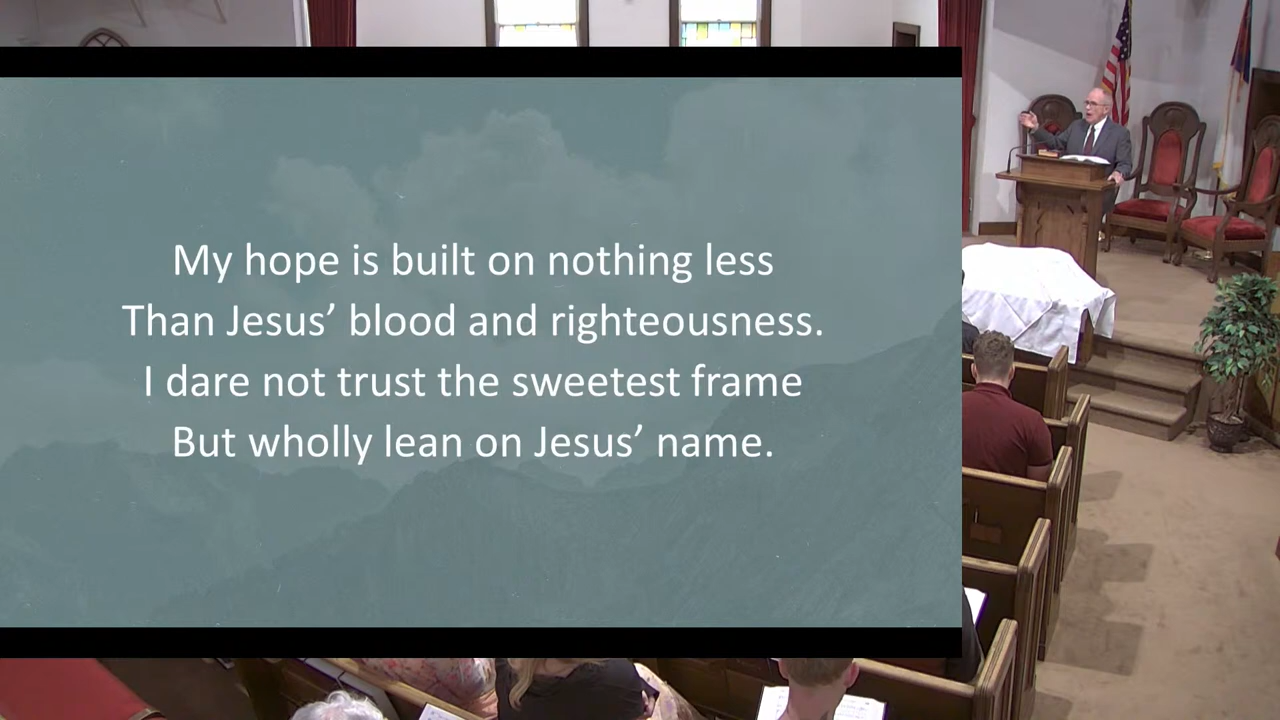 My hope is built on nothing less
Than Jesus’ blood and righteousness.
I dare not trust the sweetest frame
But wholly lean on Jesus’ name.